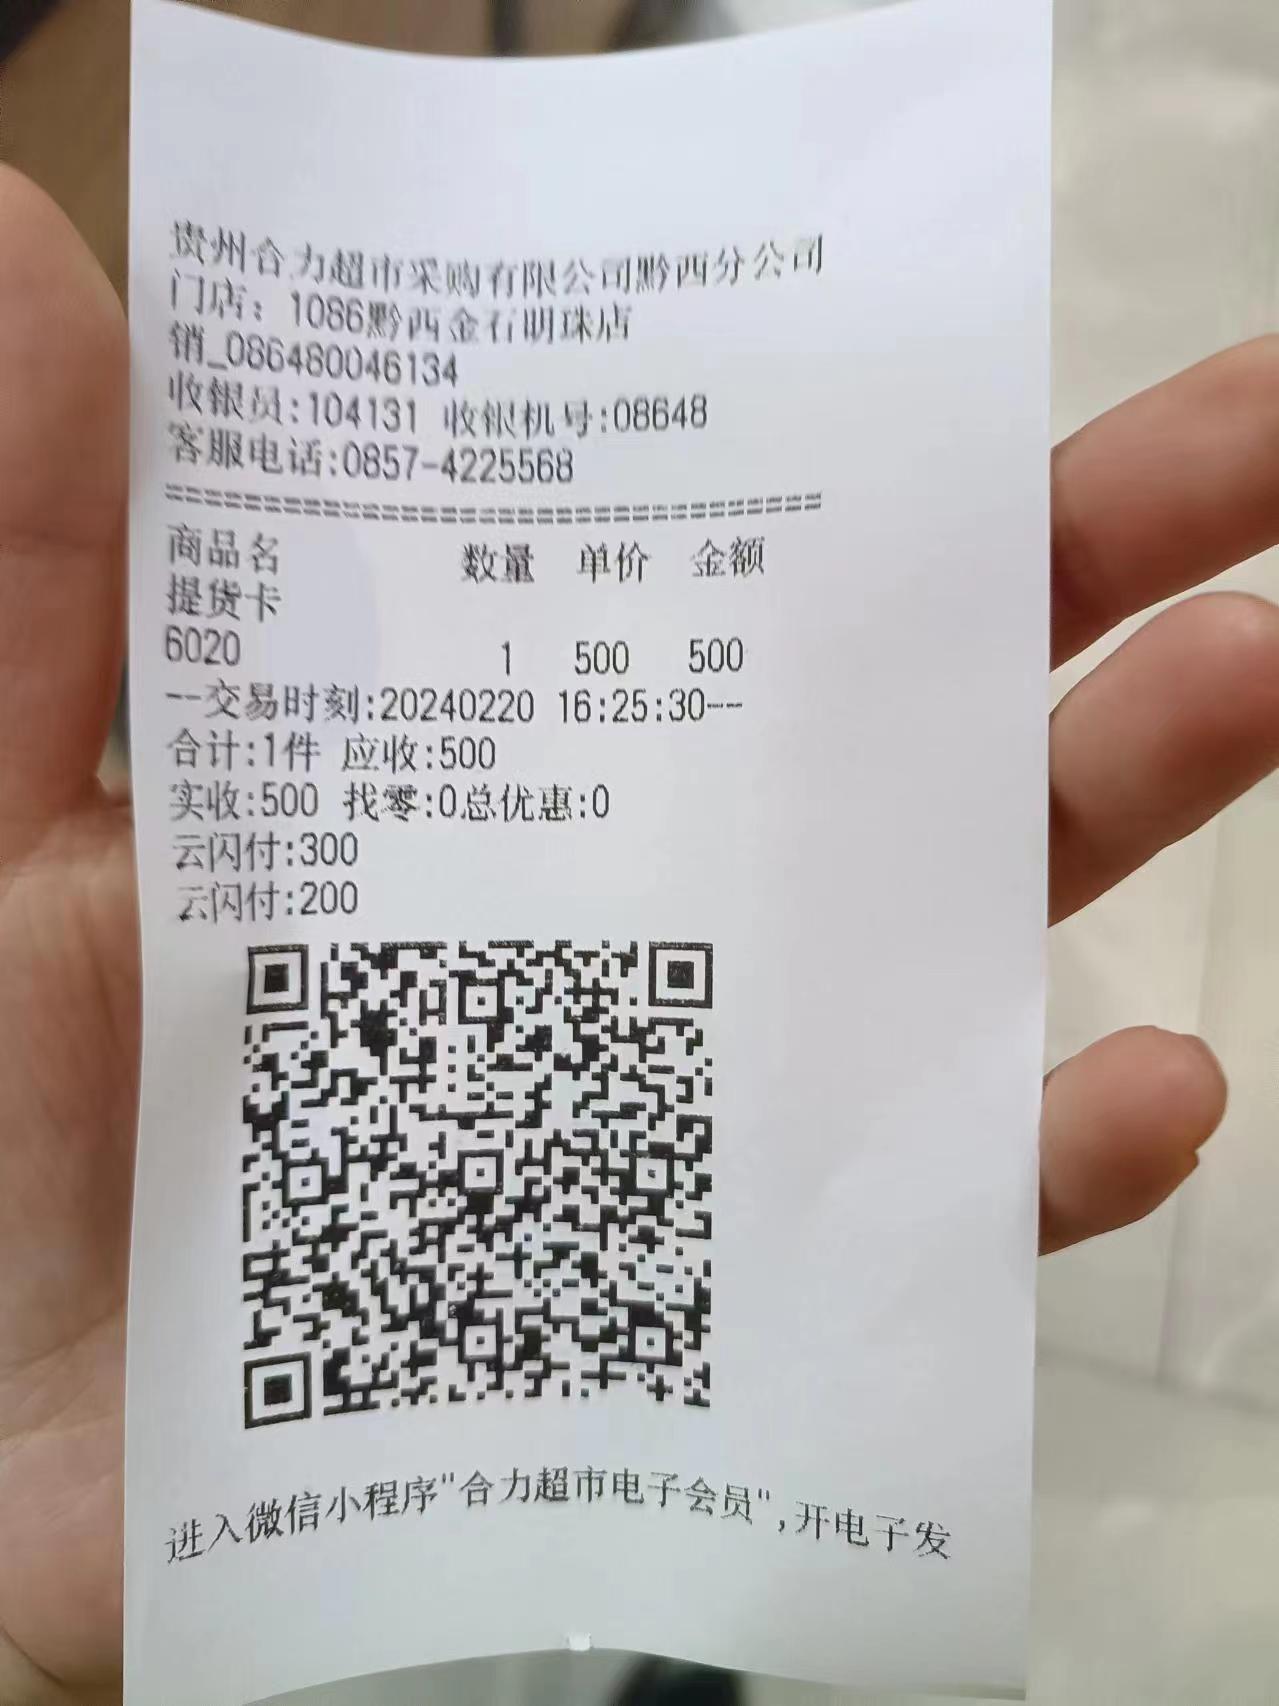 贵州合力超市采购有限公司黔西分公司
门店：1086黔西金石明珠店
销_086480046134
收银员:104131 收银机号:08648
客服电话:0857-4225568
==================================
商品名 数量 单价 金额
提货卡
6020 1 500 500
--交易时刻:20240220 16:25:30--
合计:1件 应收:500
实收:500 找零:0总优惠:0
云闪付:300
云闪付:200
进入微信小程序"合力超市电子会员",开电子发